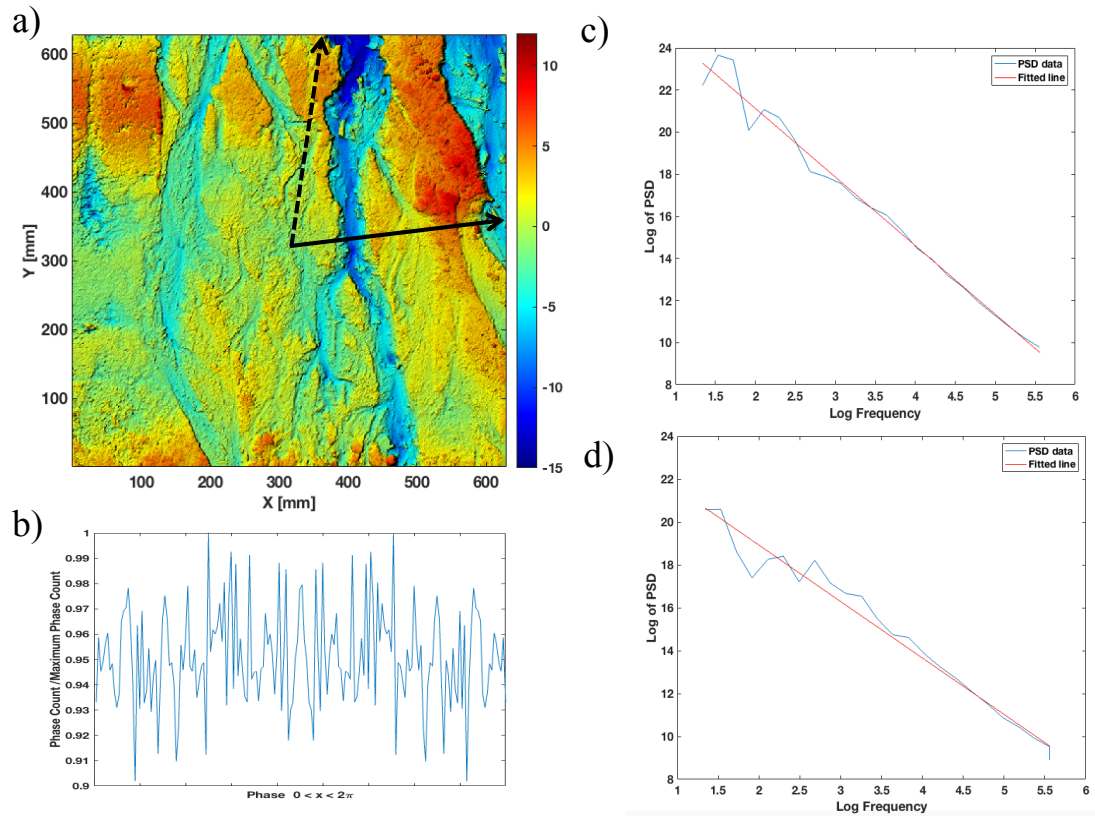 a)
600
500
400
300
200
100
Y [mm]
100 200 300 400 500 600
X [mm]
10
5
0
-5
-10
-15
b)
1
0.99
0.98
0.97
0.96
0.95
0.94
0.93
0.92
0.91
0.9
Phase Count /Maximum Phase Count
Phase 0 < x < 2π
c)
24
22
20
18
16
14
12
10
8
Log of PSD
PSD data
Fitted line
1 1.5 2 2.5 3 3.5 4 4.5 5 5.5 6
Log Frequency
d)
24
22
20
18
16
14
12
10
8
Log of PSD
PSD data
Fitted line
1 1.5 2 2.5 3 3.5 4 4.5 5 5.5 6
Log Frequency